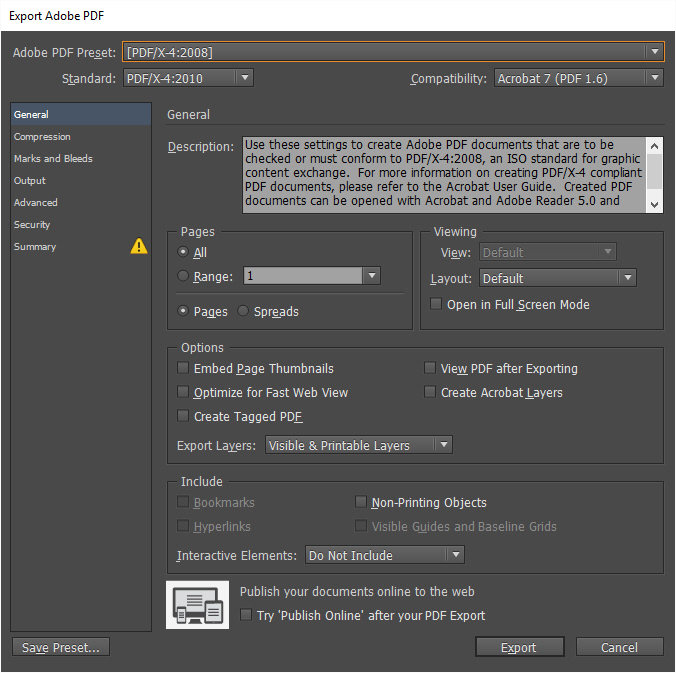 Export Adobe PDF
Adobe PDF Preset: [PDF/X-4:2008]
Standard: PDF/X-4:2010 Compatibility: Acrobat 7 (PDF 1.6)
General
Compression
Marks and Bleeds
Output
Advanced
Security
Summary
General
Description: Use these settings to create Adobe PDF documents that are to be
checked or must conform to PDF/X-4:2008, an ISO standard for graphic
content exchange. For more information on creating PDF/X-4 compliant
PDF documents, please refer to the Acrobat User Guide. Created PDF
documents can be opened with Acrobat and Adobe Reader 5.0 and
Pages
All
Range: 1
Pages Spreads
Viewing
View: Default
Layout: Default
Open in Full Screen Mode
Options
Embed Page Thumbnails View PDF after Exporting
Optimize for Fast Web View Create Acrobat Layers
Create Tagged PDF
Export Layers: Visible & Printable Layers
Include
Bookmarks Non-Printing Objects
Hyperlinks Visible Guides and Baseline Grids
Interactive Elements: Do Not Include
Publish your documents online to the web
Try 'Publish Online' after your PDF Export
Save Preset... Export Cancel